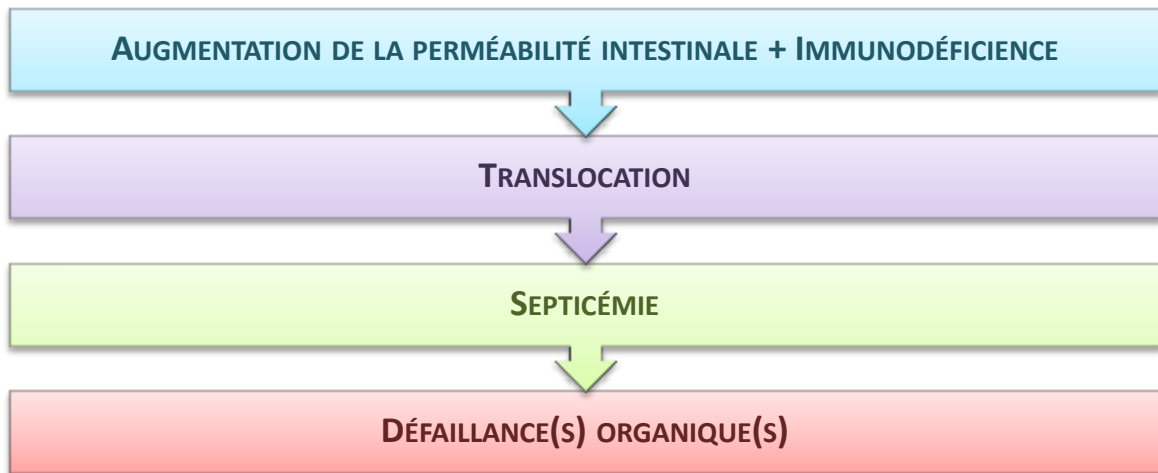 Augmentation de la perméabilité intestinale + Immunodéficience
Translocation
Septicémie
Défaillance(s) organique(s)